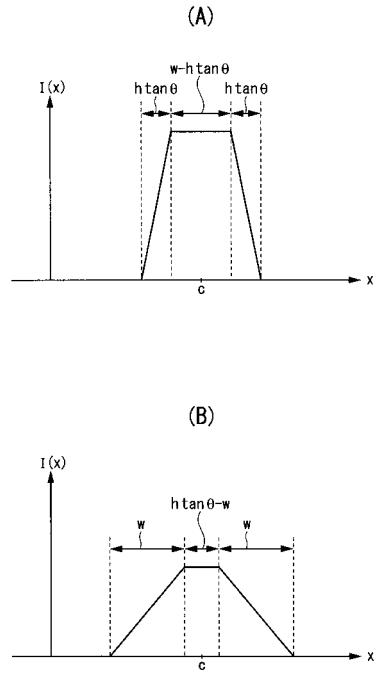 (A)
w-htanθ
I(x)
htanθ
htanθ
c
x
(B)
I(x)
htanθ-w
w
w
c
x